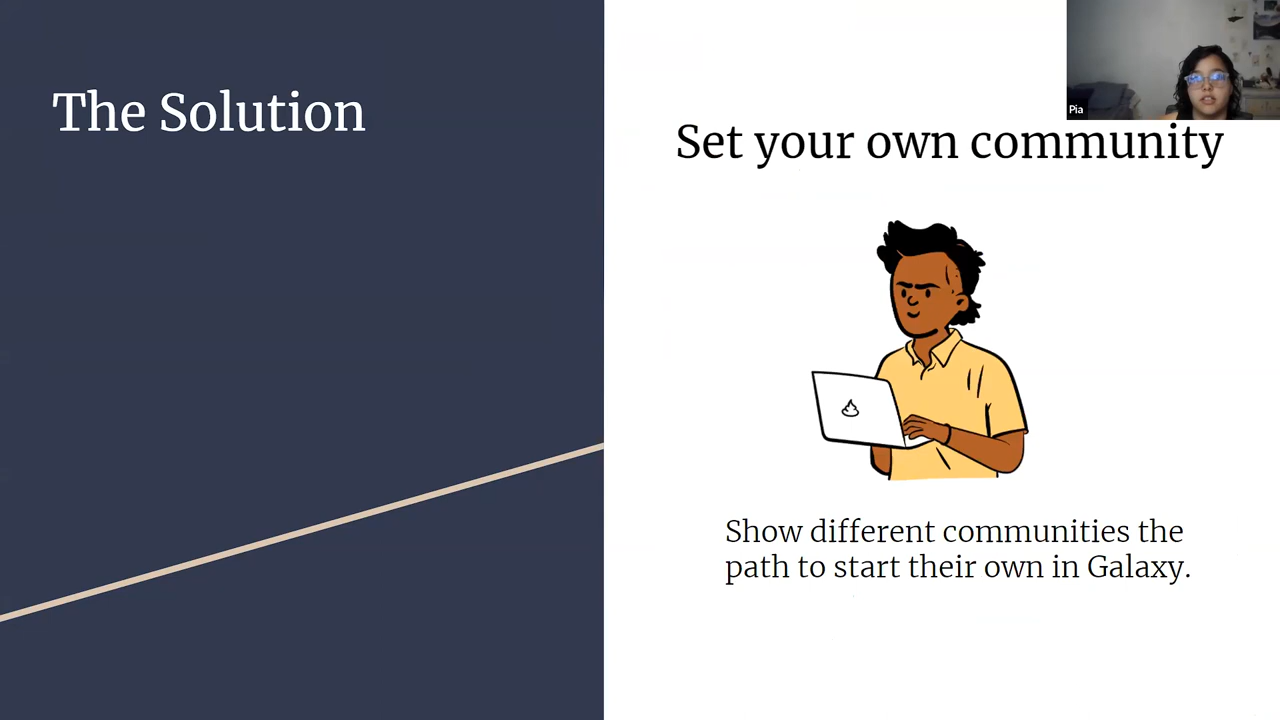 The Solution
Pia
Set your own community
Show different communities the
path to start their own in Galaxy.